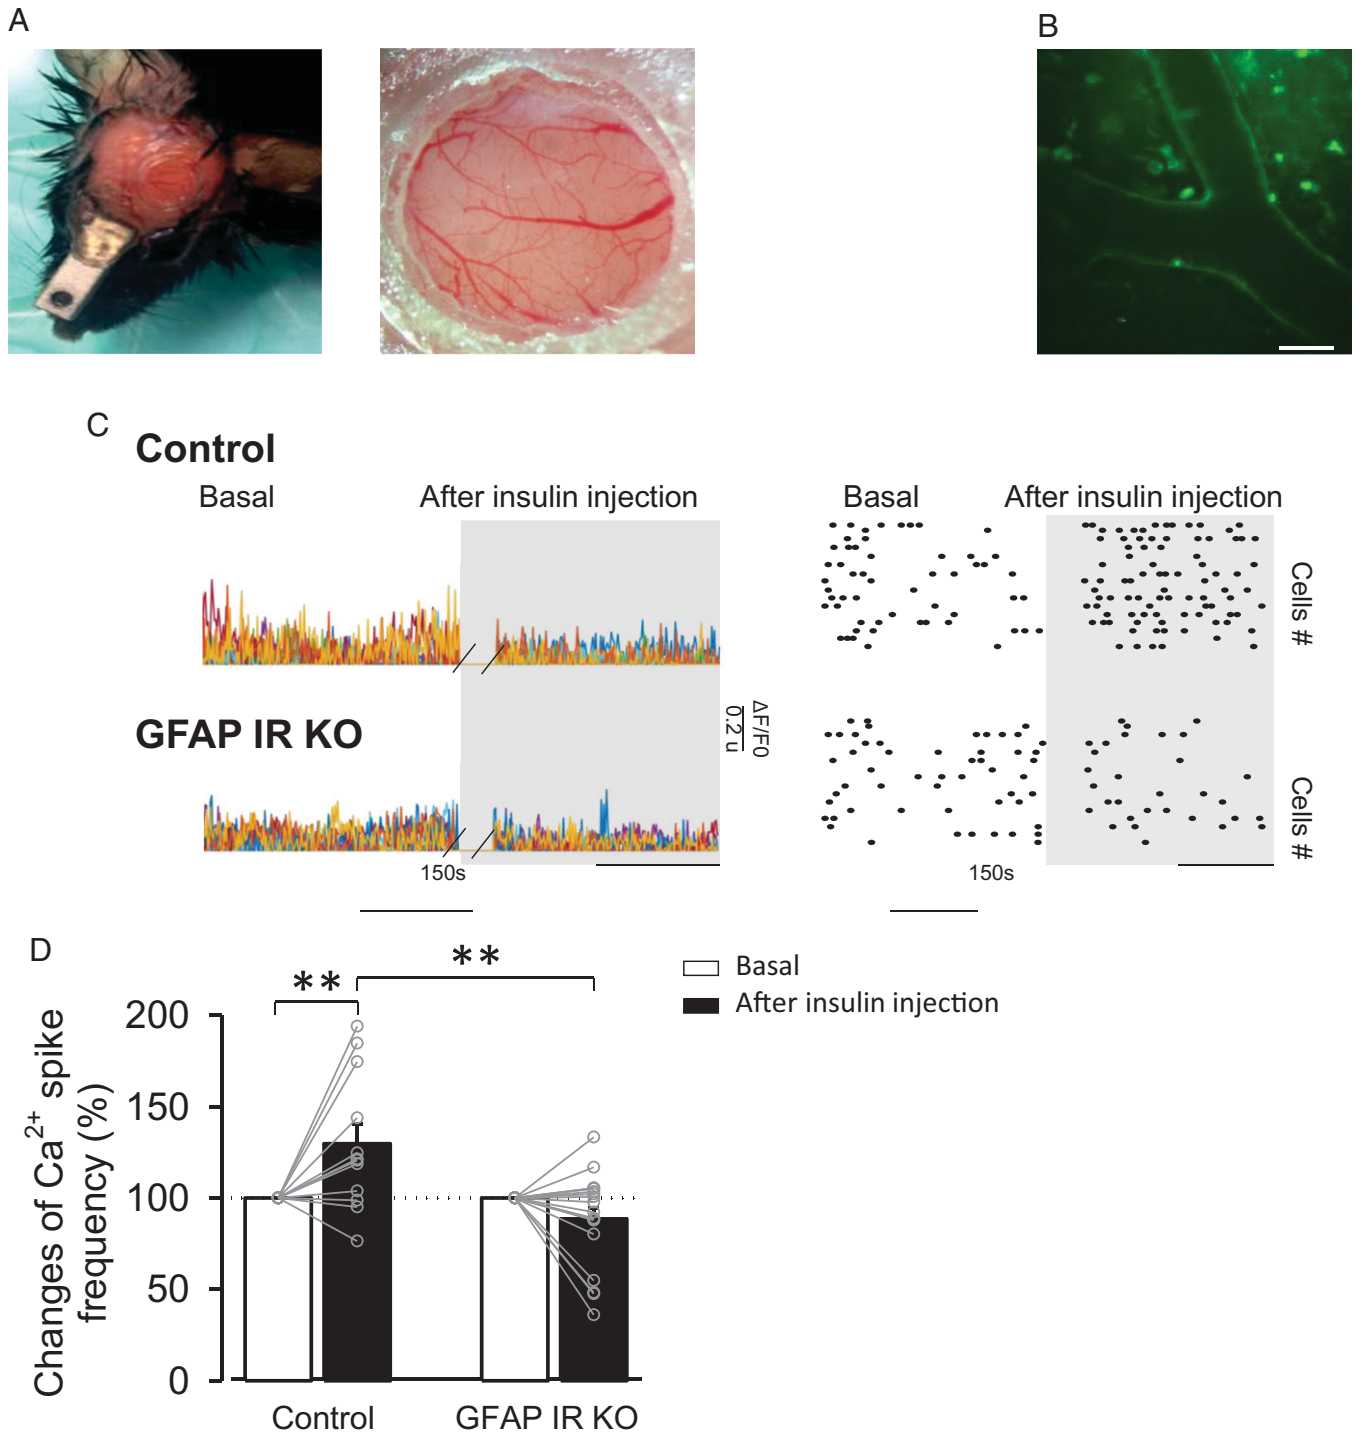 A
B
C
Control
Basal After insulin injection
Basal After insulin injection
Cells #
ΔF/F0
0.2 u
GFAP IR KO
Cells #
150s
150s
D
** **
Basal
After insulin injection
Changes of Ca2+ spike
frequency (%)
200
150
100
50
0
Control GFAP IR KO